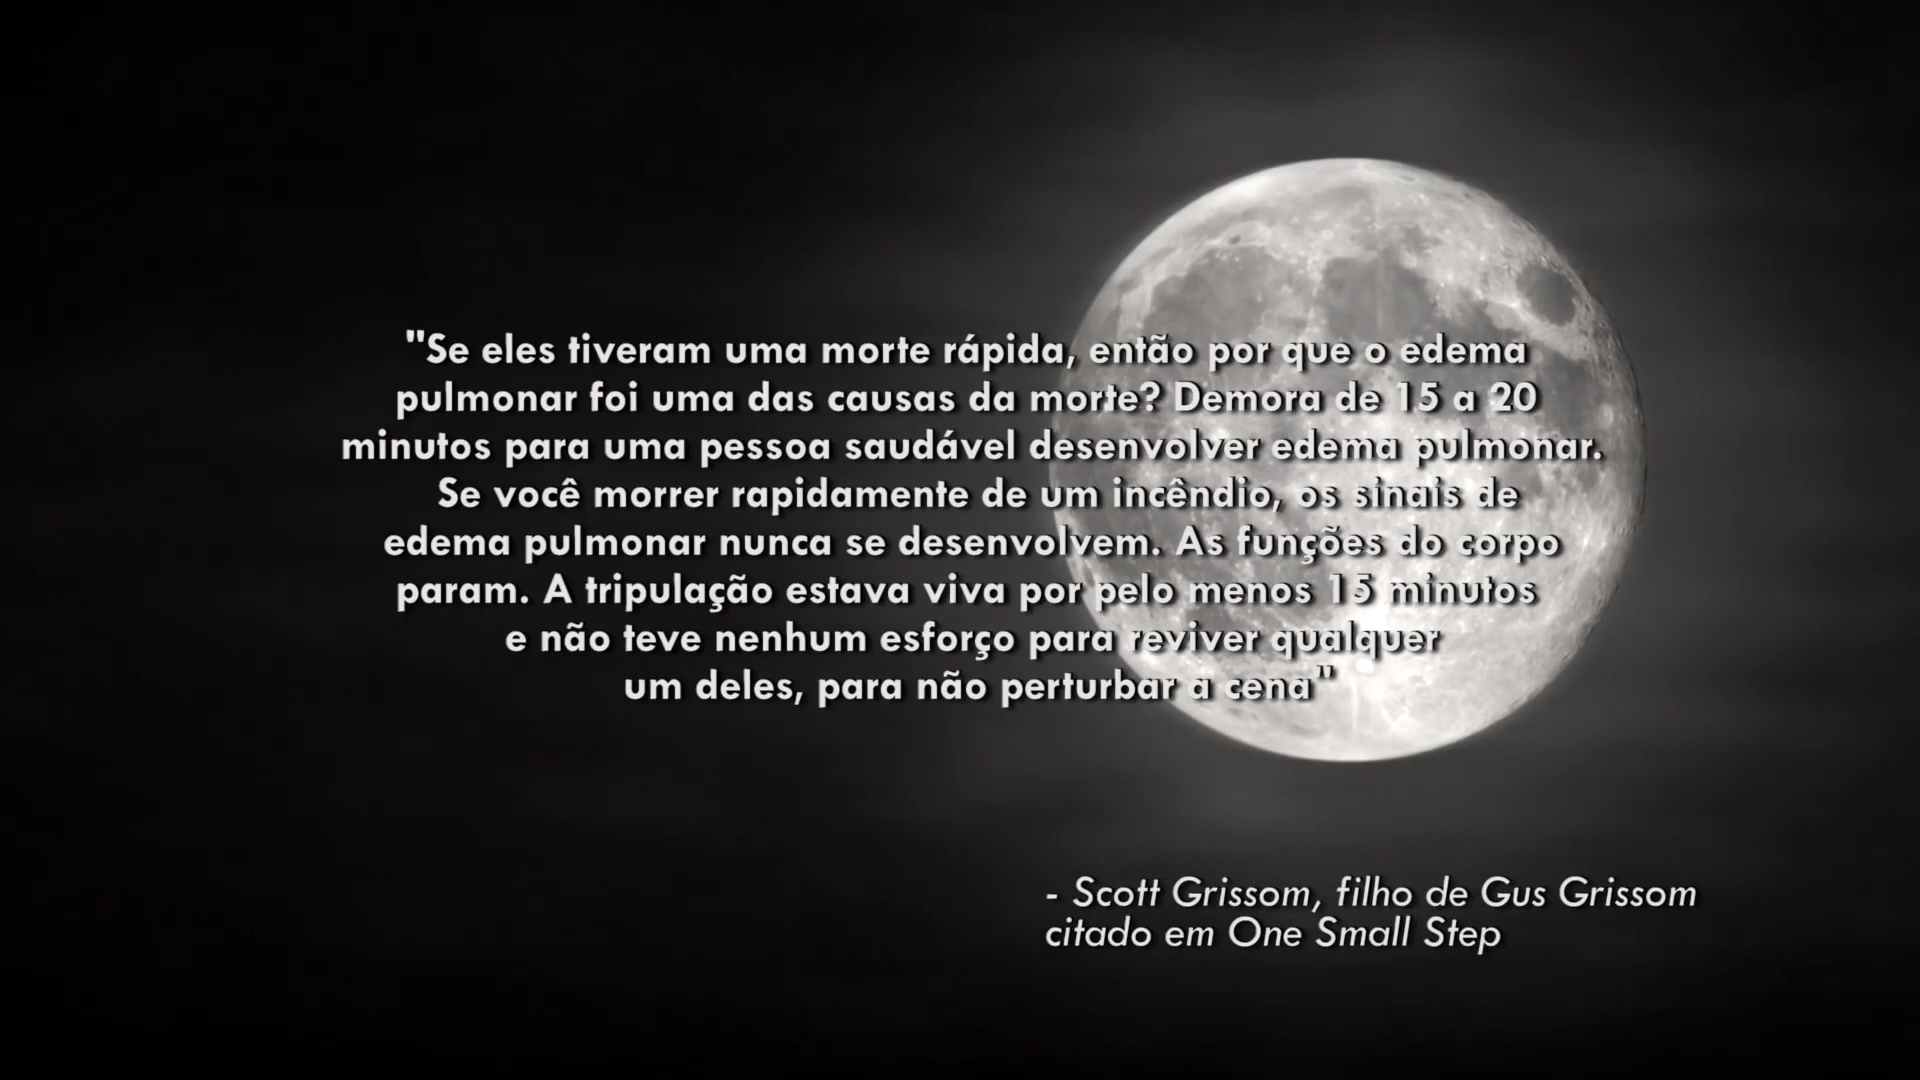 "Se eles tiveram uma morte rápida, então por que o edema
pulmonar foi uma das causas da morte? Demora de 15 a 20
minutos para uma pessoa saudável desenvolver edema pulmonar.
Se você morrer rapidamente de um incêndio, os sinais de
edema pulmonar nunca se desenvolvem. As funções do corpo
param. A tripulação estava viva por pelo menos 15 minutos
e não teve nenhum esforço para reviver qualquer
um deles, para não perturbar a cena"
- Scott Grissom, filho de Gus Grissom
citado em One Small Step